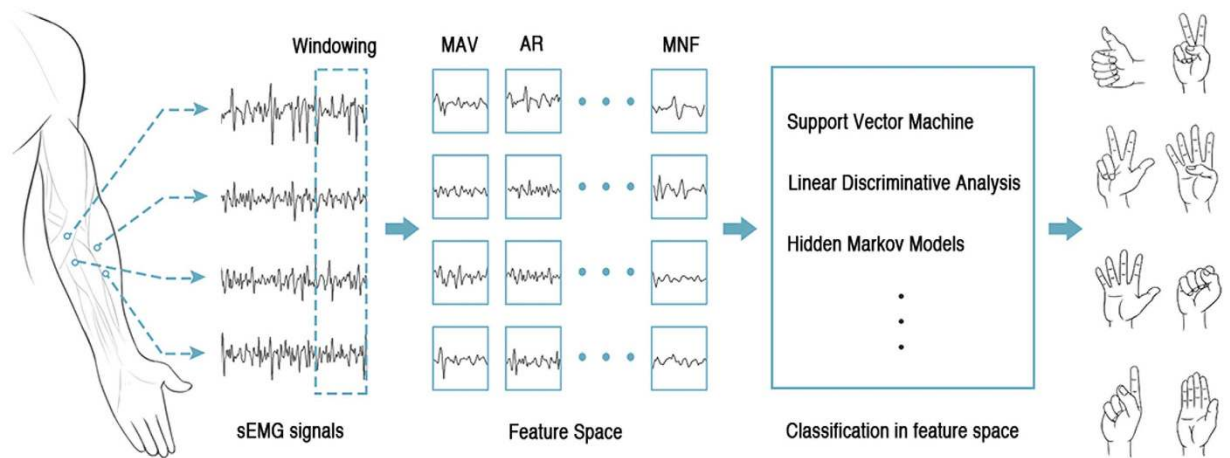 Windowing
MAV AR MNF
Support Vector Machine
Linear Discriminative Analysis
Hidden Markov Models
sEMG signals
Feature Space
Classification in feature space